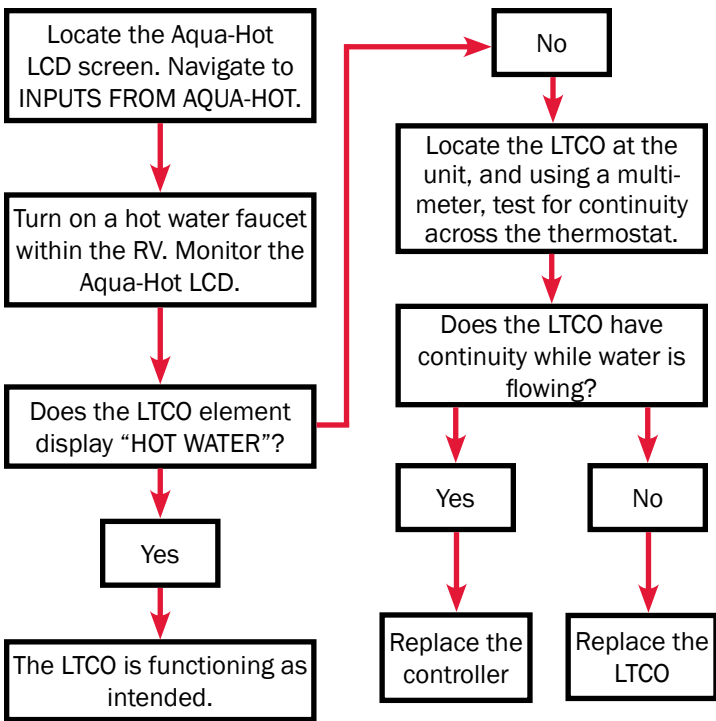 Locate the Aqua-Hot
LCD screen. Navigate to
INPUTS FROM AQUA-HOT.
Turn on a hot water faucet
within the RV. Monitor the
Aqua-Hot LCD.
Does the LTCO element
display “HOT WATER”?
Yes
The LTCO is functioning as
intended.
No
Locate the LTCO at the
unit, and using a multi-
meter, test for continuity
across the thermostat.
Does the LTCO have
continuity while water is
flowing?
Yes
Replace the
controller
No
Replace the
LTCO